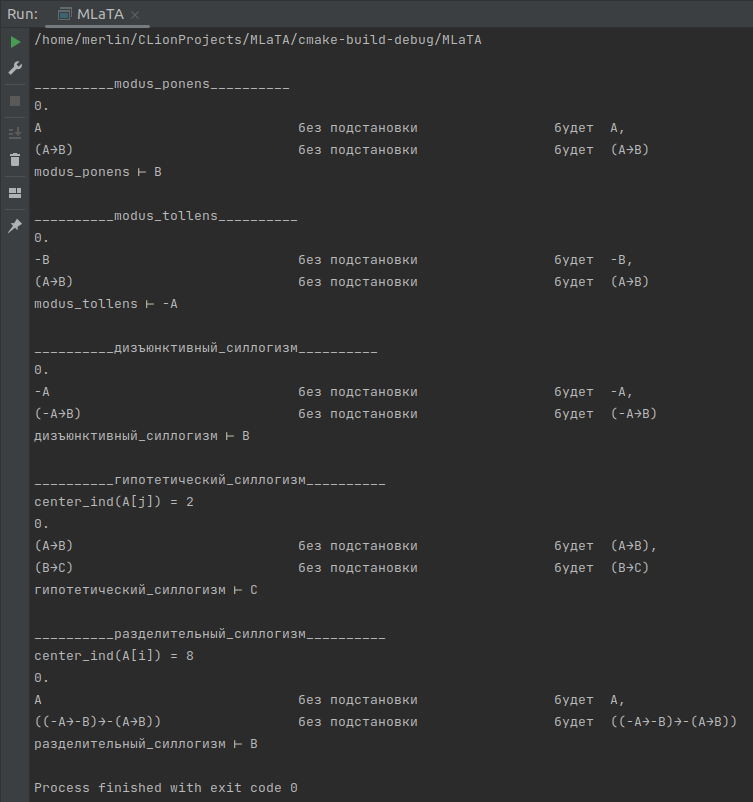 Run: MLaTA
/home/merlin/CLionProjects/MLaTA/cmake-build-debug/MLaTA
__________modus_ponens__________
0.
A без подстановки будет A,
(A→B) без подстановки будет (A→B)
modus_ponens ⊢ B
__________modus_tollens__________
0.
-B без подстановки будет -B,
(A→B) без подстановки будет (A→B)
modus_tollens ⊢ -A
__________дизъюнктивный_силлогизм__________
0.
-A без подстановки будет -A,
(-A→B) без подстановки будет (-A→B)
дизъюнктивный_силлогизм ⊢ B
__________гипотетический_силлогизм__________
center_ind(A[j]) = 2
0.
(A→B) без подстановки будет (A→B),
(B→C) без подстановки будет (B→C)
гипотетический_силлогизм ⊢ C
__________разделительный_силлогизм__________
center_ind(A[i]) = 8
0.
A без подстановки будет A,
((-A→-B)→-(A→B)) без подстановки будет ((-A→-B)→-(A→B))
разделительный_силлогизм ⊢ B
Process finished with exit code 0